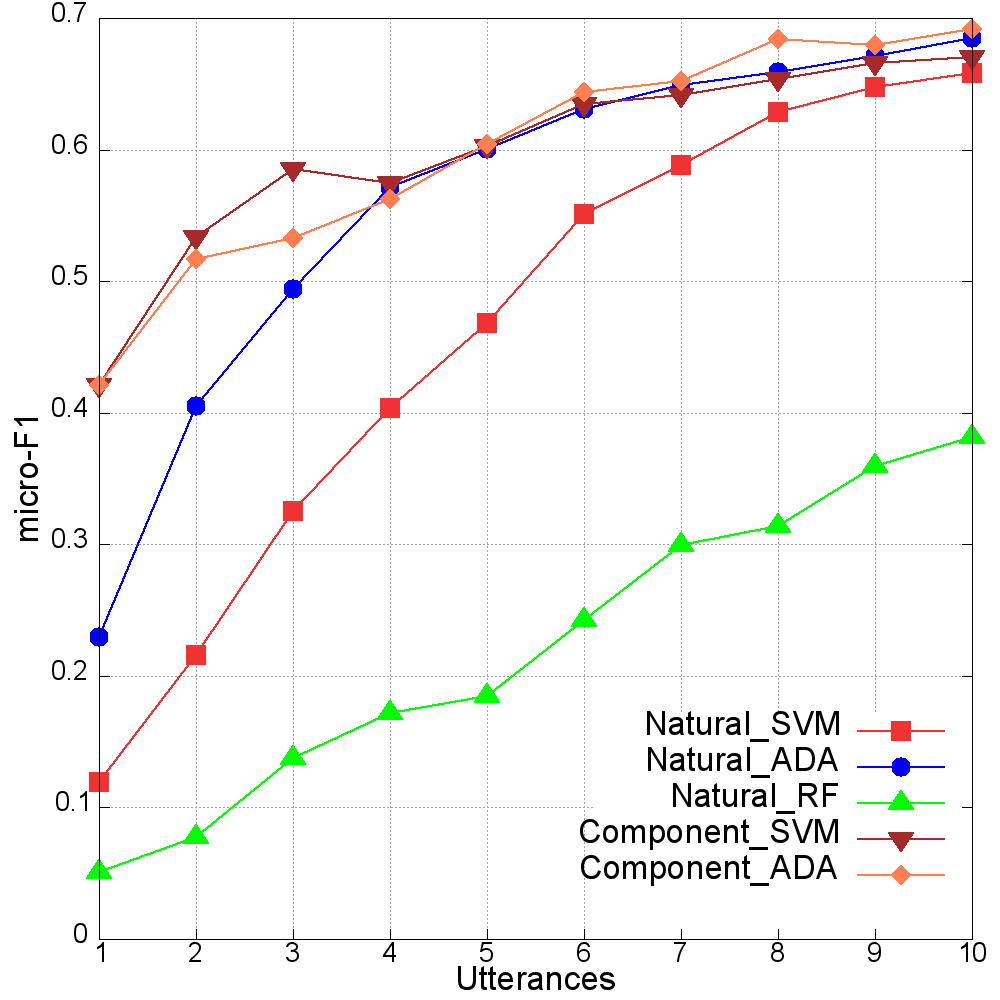 0.7
0.6
0.5
0.4
0.3
0.2
0.1
0
micro-F1
1 2 3 4 5 6 7 8 9 10
Utterances
Natural_SVM
Natural_ADA
Natural_RF
Component_SVM
Component_ADA